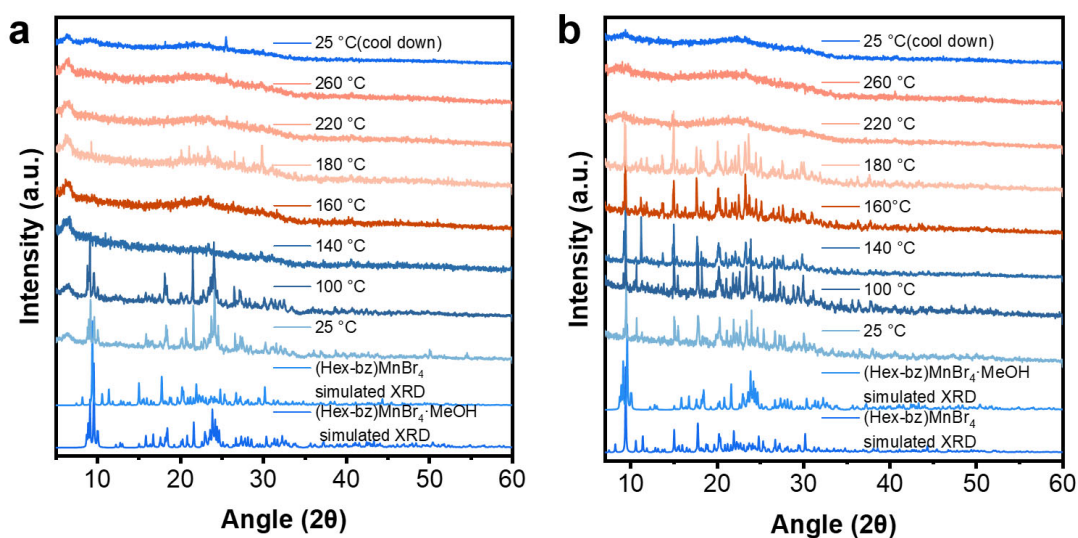 a
Intensity (a.u.)
25 °C(cool down)
260 °C
220 °C
180 °C
160 °C
140 °C
100 °C
25 °C
(Hex-bz)MnBr₄
simulated XRD
(Hex-bz)MnBr₄·MeOH
simulated XRD
10 20 30 40 50 60
Angle (2θ)
b
Intensity (a.u.)
25 °C(cool down)
260 °C
220 °C
180 °C
160°C
140 °C
100 °C
25 °C
(Hex-bz)MnBr₄·MeOH
simulated XRD
(Hex-bz)MnBr₄
simulated XRD
10 20 30 40 50 60
Angle (2θ)